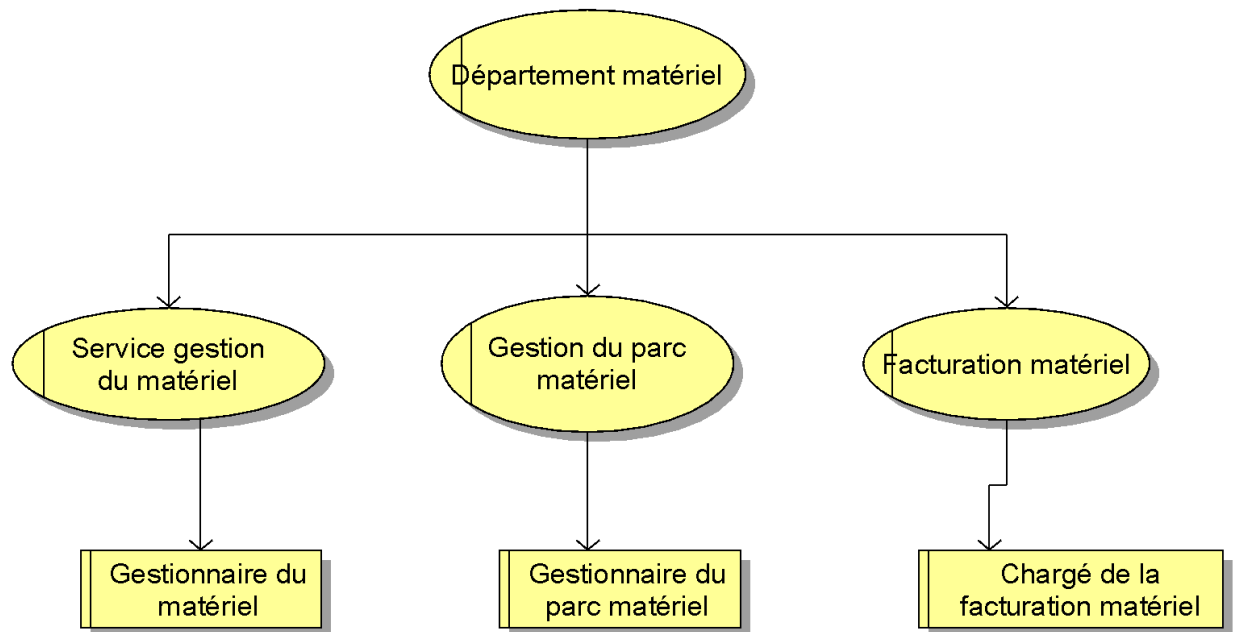 Département matériel
Service gestion
du matériel
Gestion du parc
matériel
Facturation matériel
Gestionnaire du
matériel
Gestionnaire du
parc matériel
Chargé de la
facturation matériel